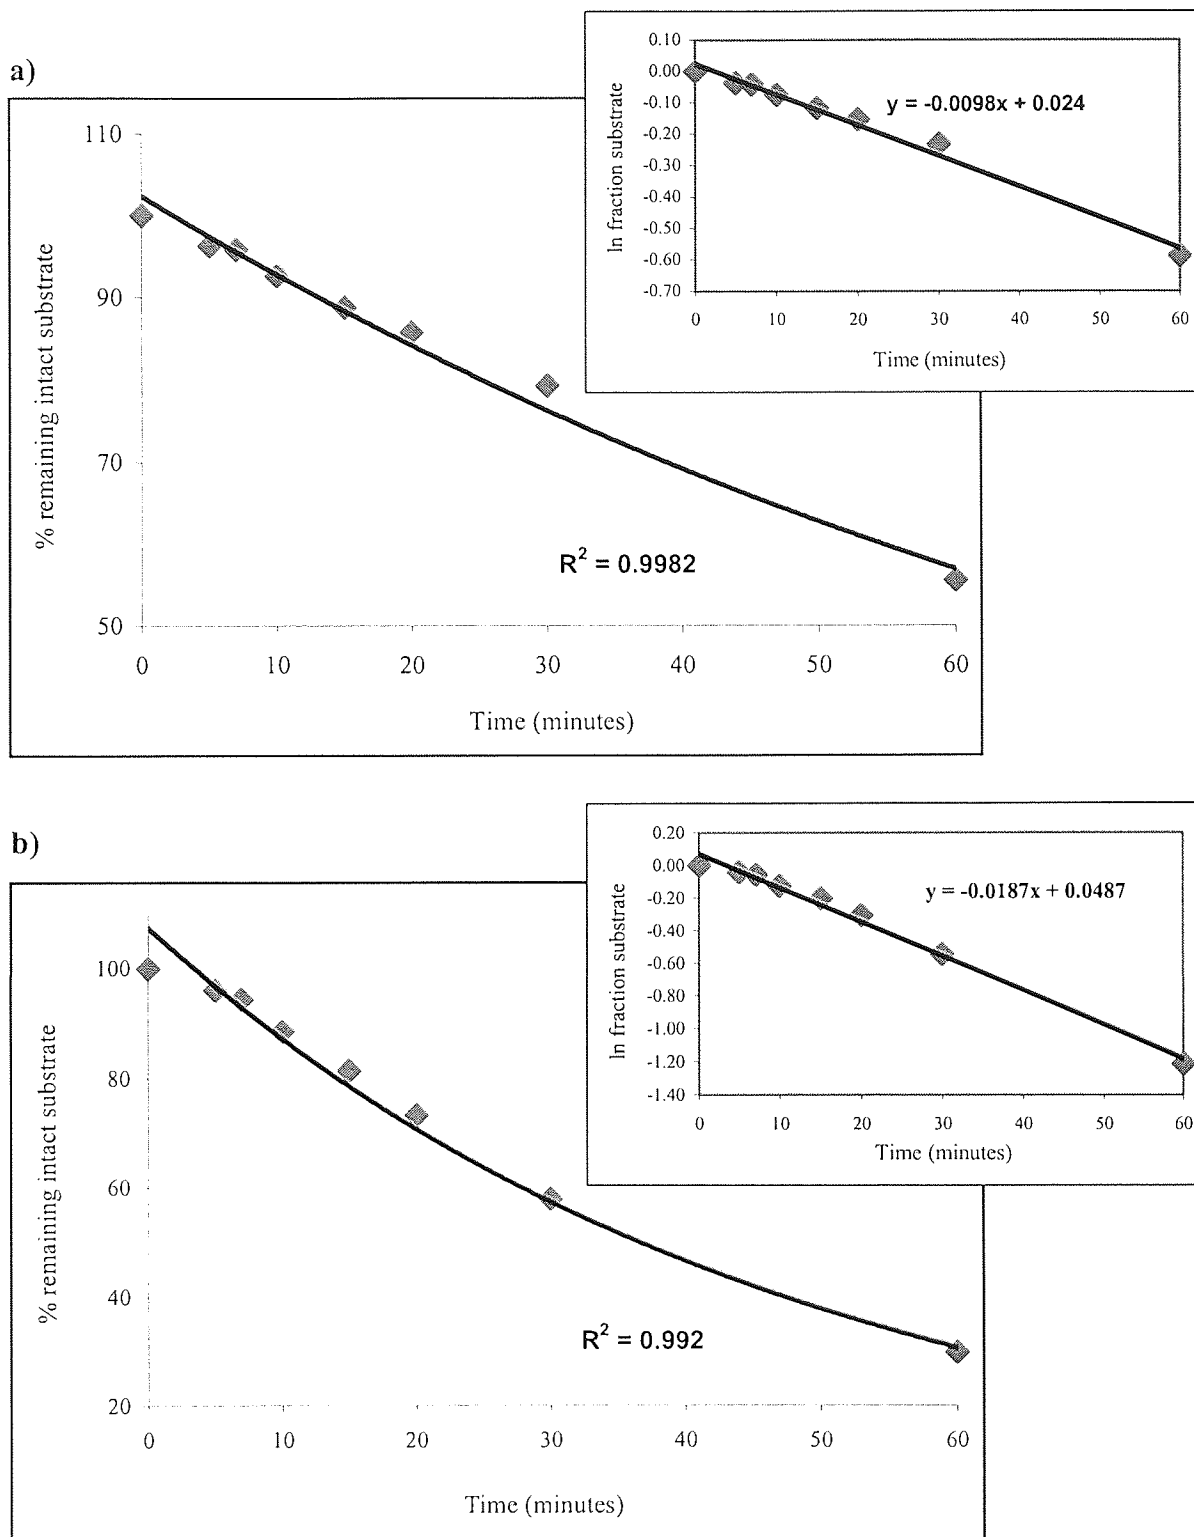 a)
110
90
70
50
% remaining intact substrate
0 10 20 30 40 50 60
Time (minutes)
R² = 0.9982
0.10
0.00
-0.10
-0.20
-0.30
-0.40
-0.50
-0.60
-0.70
ln fraction substrate
y = -0.0098x + 0.024
0 10 20 30 40 50 60
Time (minutes)
b)
100
80
60
40
20
% remaining intact substrate
0 10 20 30 40 50 60
Time (minutes)
R² = 0.992
0.20
0.00
-0.20
-0.40
-0.60
-0.80
-1.00
-1.20
-1.40
ln fraction substrate
y = -0.0187x + 0.0487
0 10 20 30 40 50 60
Time (minutes)